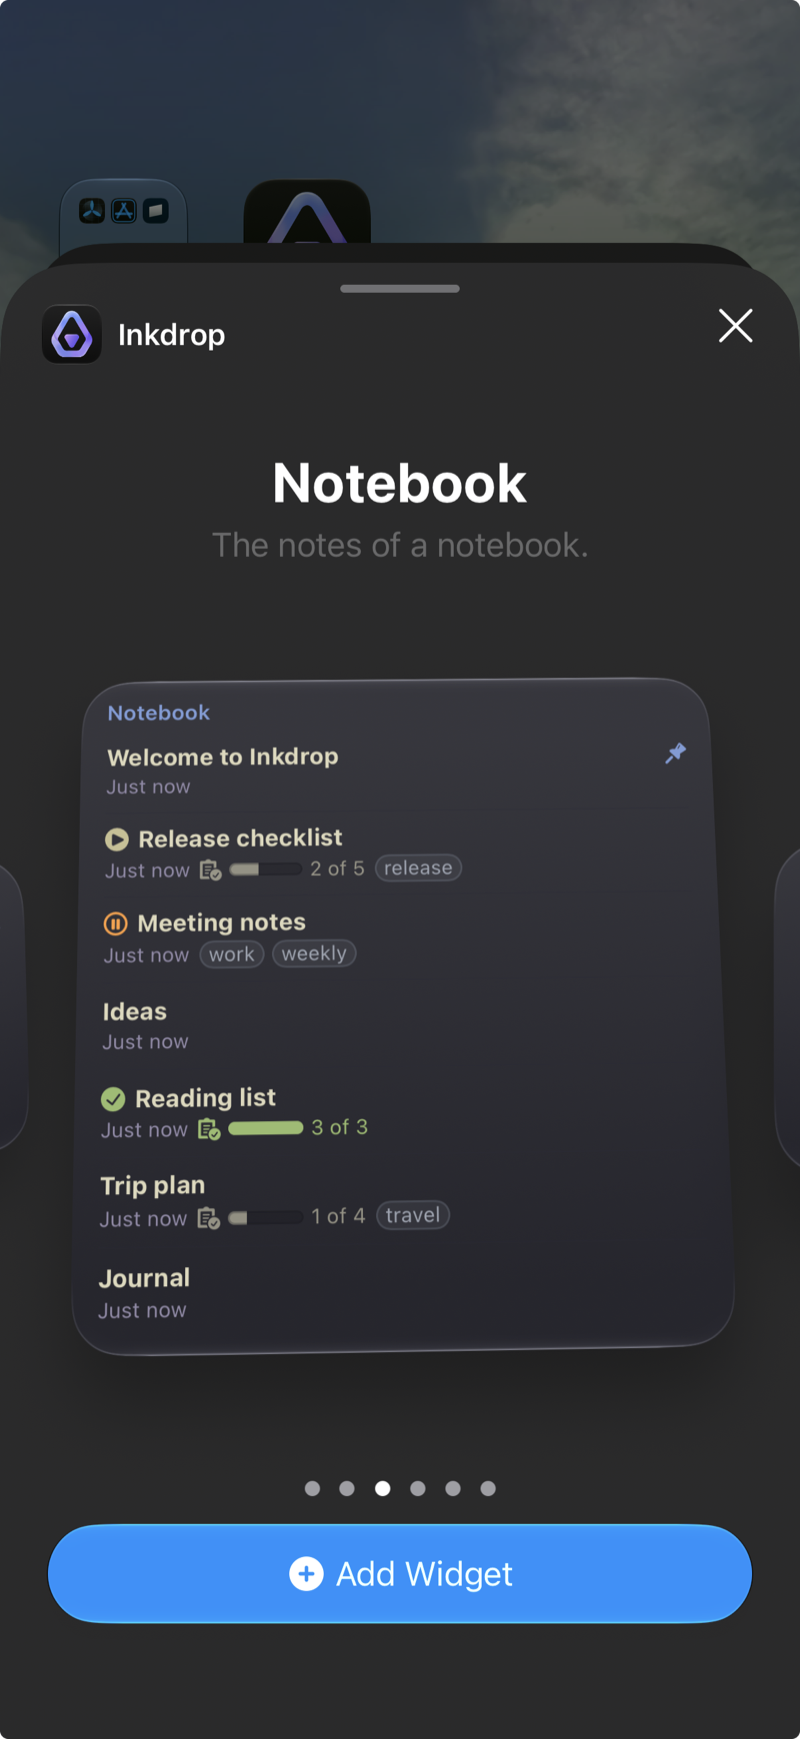 Inkdrop
Notebook
The notes of a notebook.
Notebook
Welcome to Inkdrop
Just now
Release checklist
Just now 2 of 5 release
Meeting notes
Just now work weekly
Ideas
Just now
Reading list
Just now 3 of 3
Trip plan
Just now 1 of 4 travel
Journal
Just now
Add Widget